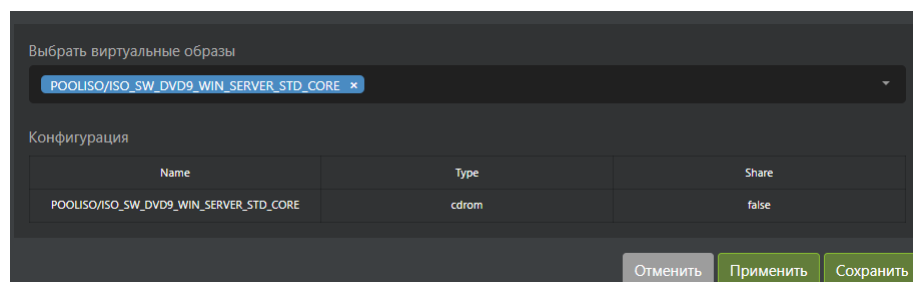 Выбрать виртуальные образы
POOLISO/ISO_SW_DVD9_WIN_SERVER_STD_CORE ×
Конфигурация
Name Type Share
POOLISO/ISO_SW_DVD9_WIN_SERVER_STD_CORE cdrom false
Отменить Применить Сохранить